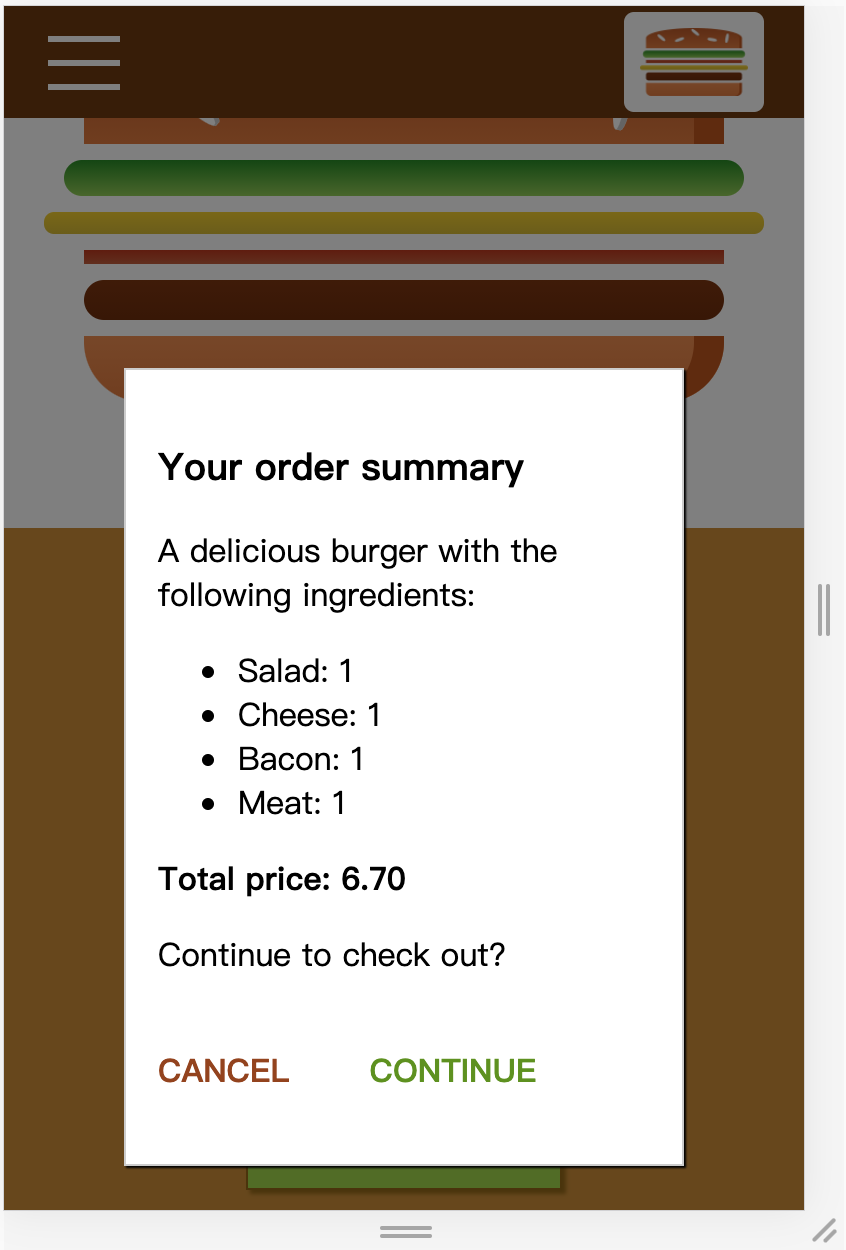 Your order summary
A delicious burger with the
following ingredients:
Salad: 1
Cheese: 1
Bacon: 1
Meat: 1
Total price: 6.70
Continue to check out?
CANCEL CONTINUE